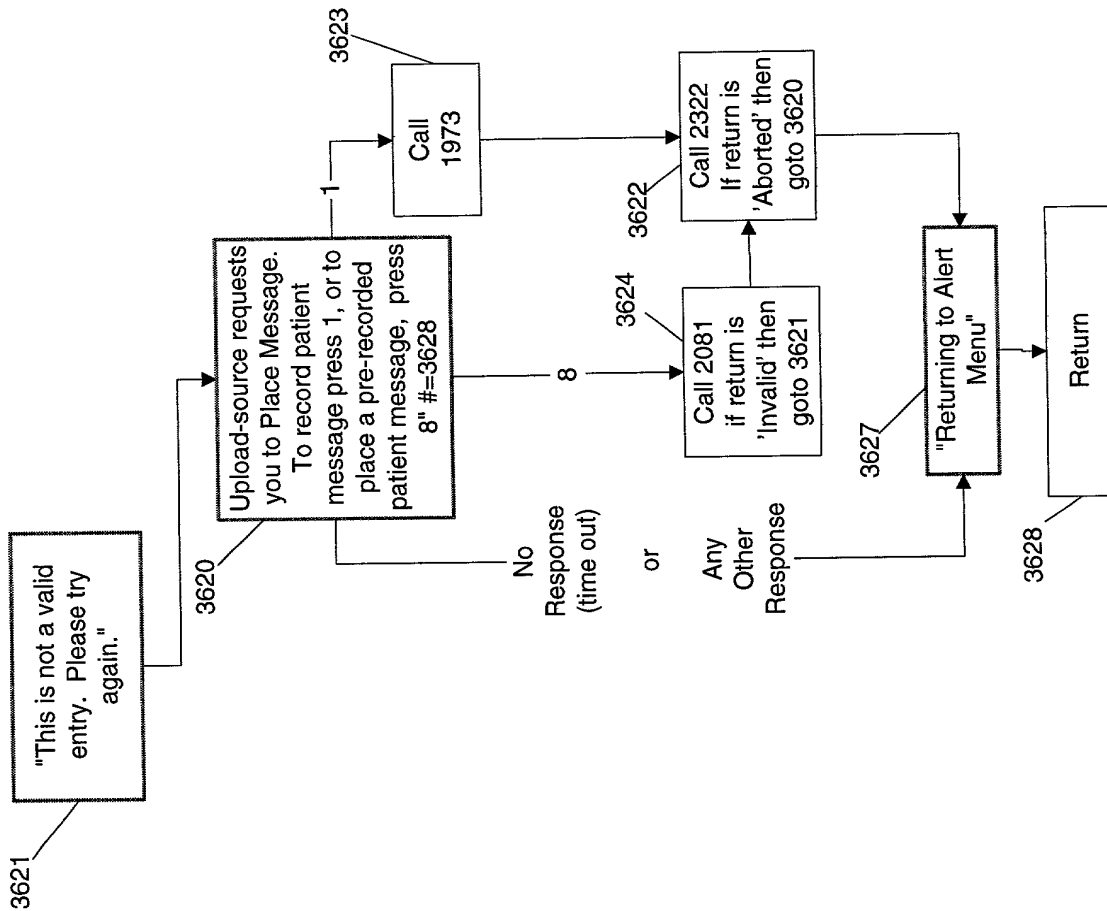 3621
"This is not a valid
entry. Please try
again."
3620
Upload-source requests
you to Place Message.
To record patient
message press 1, or to
place a pre-recorded
patient message, press
8" #=3628
1
3623
Call
1973
8
3624
Call 2081
if return is
'Invalid' then
goto 3621
3622
Call 2322
If return is
'Aborted' then
goto 3620
No
Response
(time out)
or
Any
Other
Response
3627
"Returning to Alert
Menu"
3628
Return